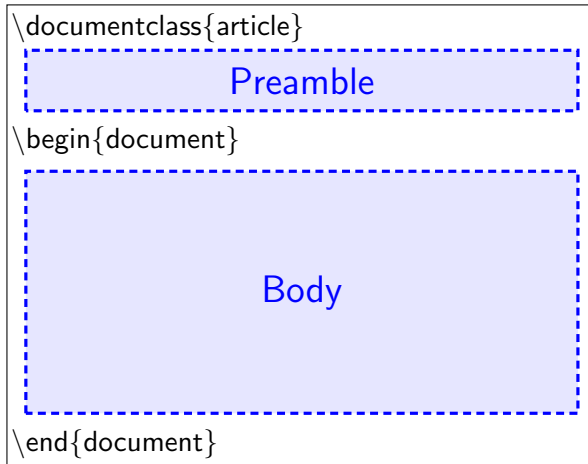 \documentclass{article}
Preamble
\begin{document}
Body
\end{document}